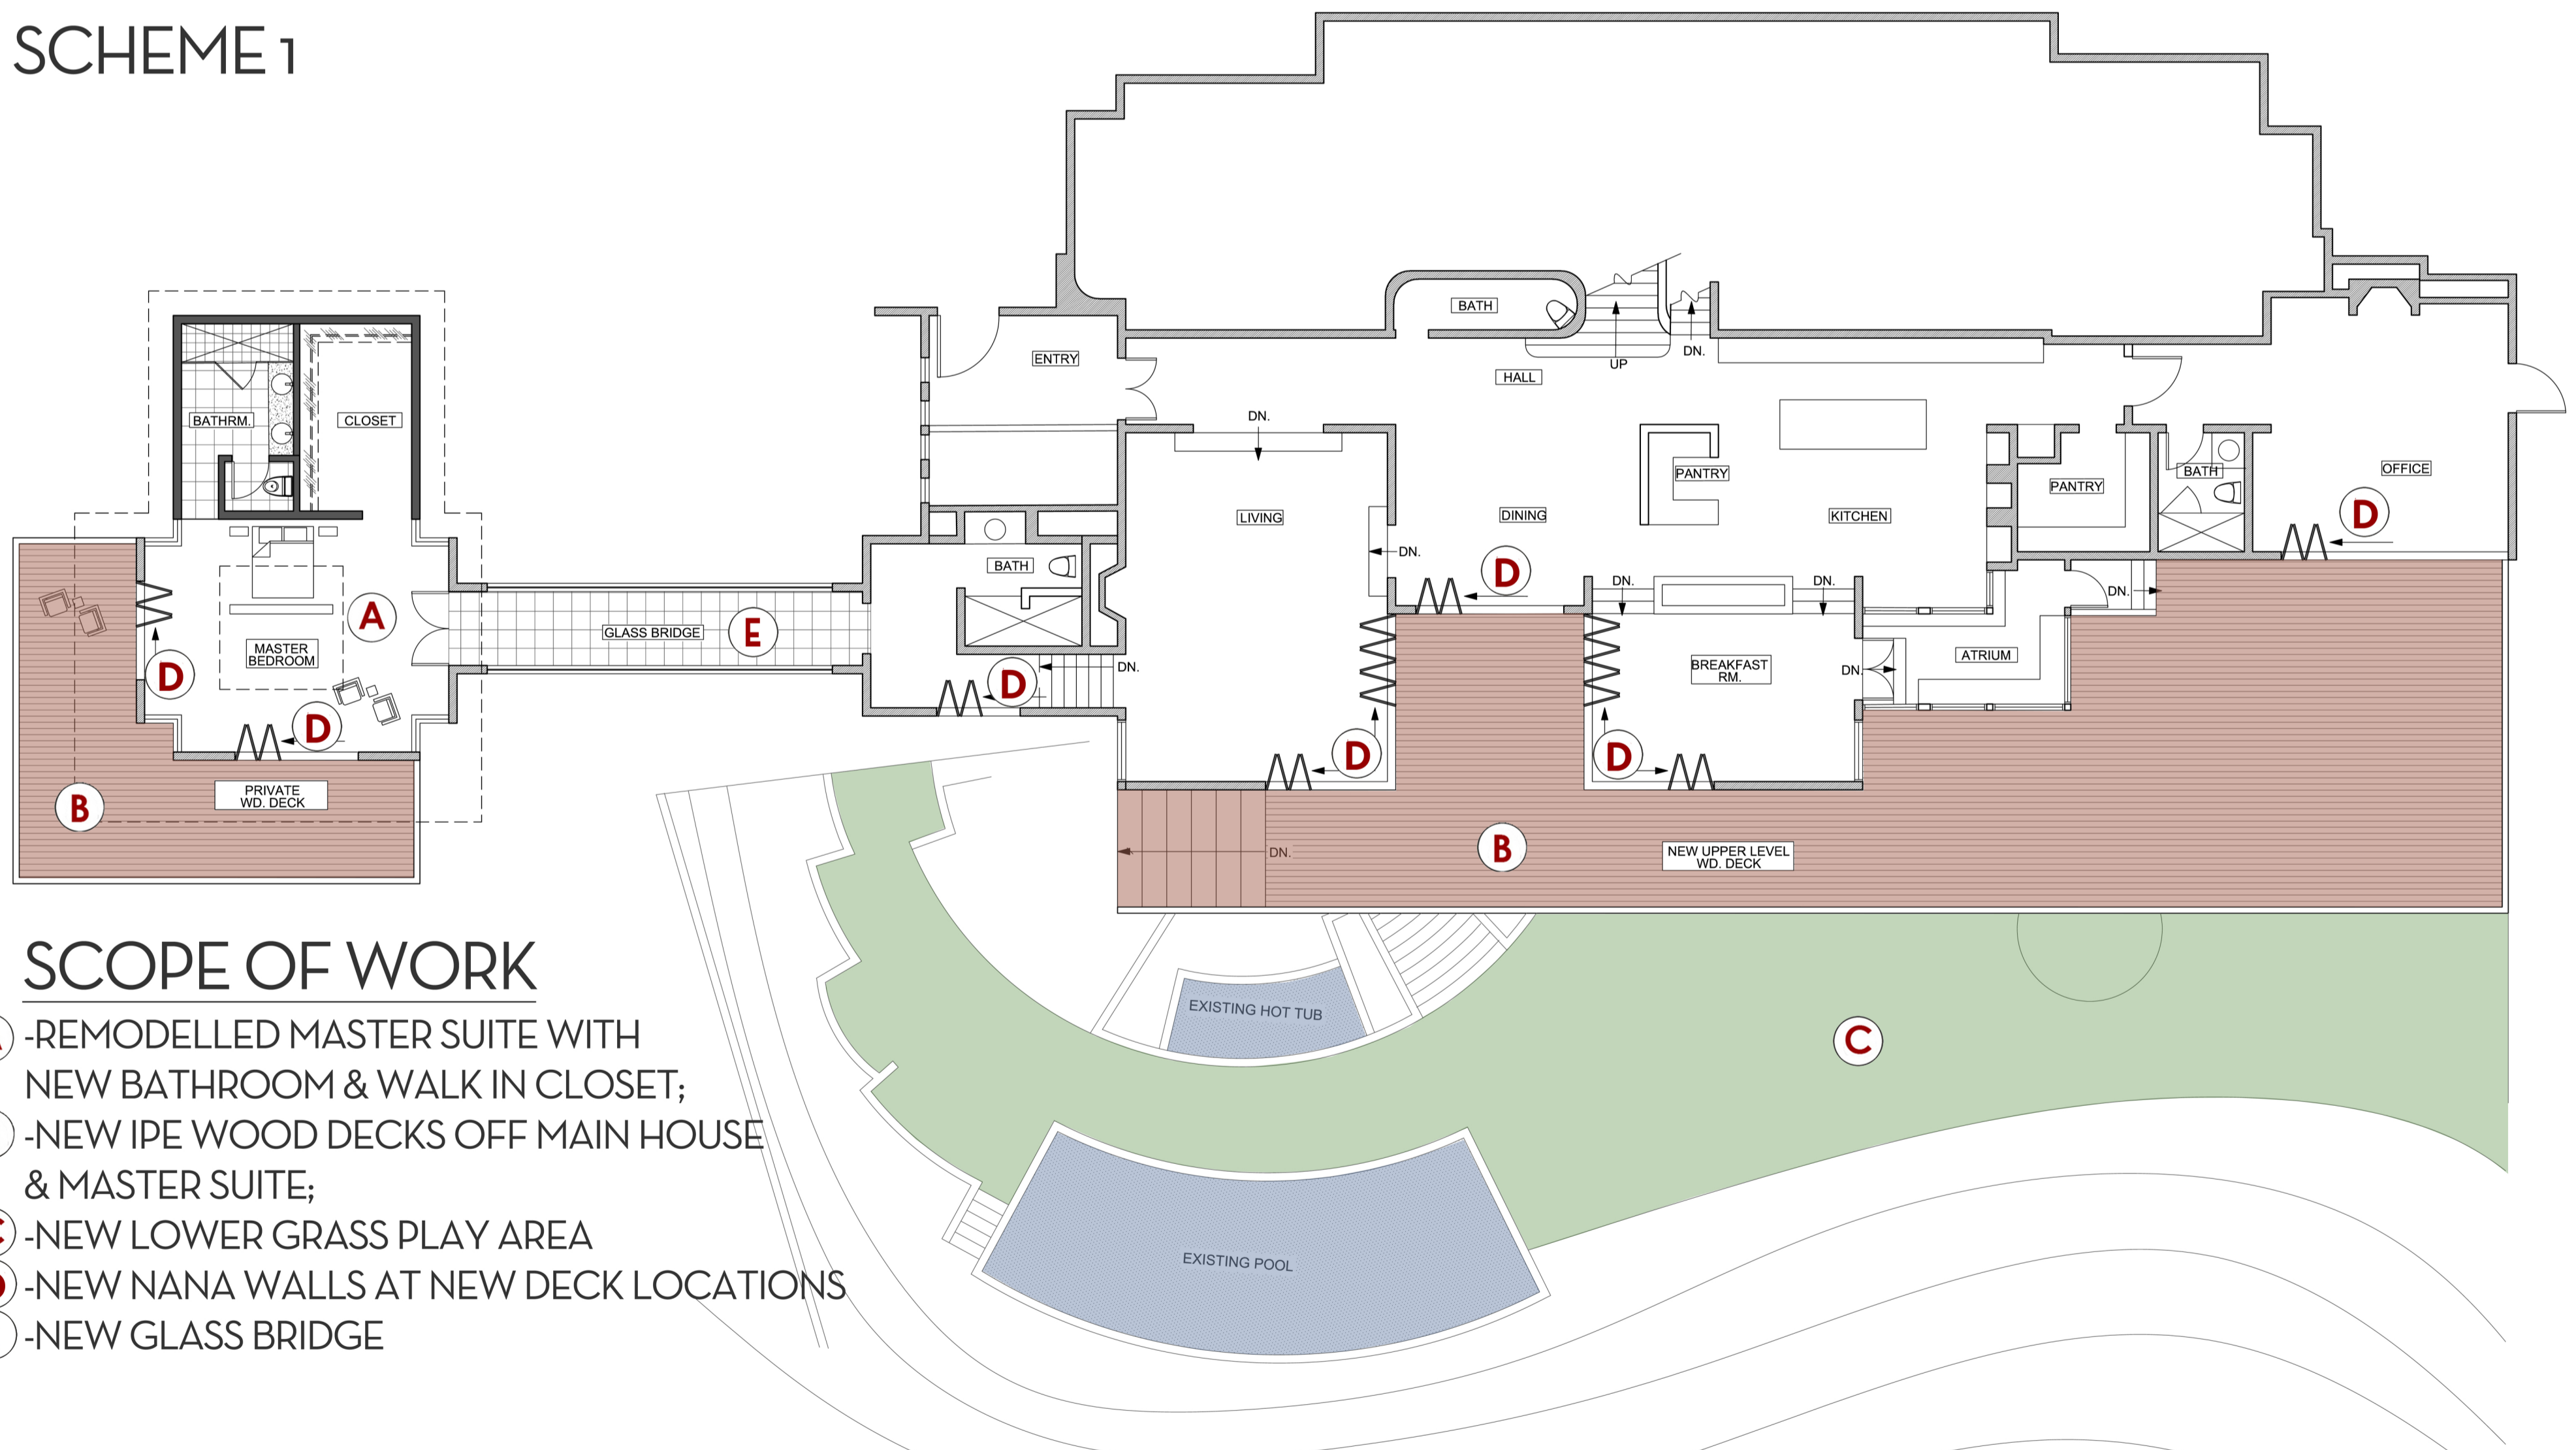 SCHEME 1
BATH
ENTRY
UP
DN.
HALL
DN.
BATHRM.
CLOSET
PANTRY
BATH
OFFICE
PANTRY
LIVING
DINING
KITCHEN
D
DN.
BATH
D
DN.
DN.
DN.
A
GLASS BRIDGE
E
MASTER
BEDROOM
ATRIUM
DN.
BREAKFAST
RM.
DN.
D
D
D
D
D
PRIVATE
WD. DECK
B
B
DN.
NEW UPPER LEVEL
WD. DECK
SCOPE OF WORK
EXISTING HOT TUB
C
A -REMODELLED MASTER SUITE WITH
NEW BATHROOM & WALK IN CLOSET;
-NEW IPE WOOD DECKS OFF MAIN HOUSE
& MASTER SUITE;
C -NEW LOWER GRASS PLAY AREA
D -NEW NANA WALLS AT NEW DECK LOCATIONS
-NEW GLASS BRIDGE
EXISTING POOL